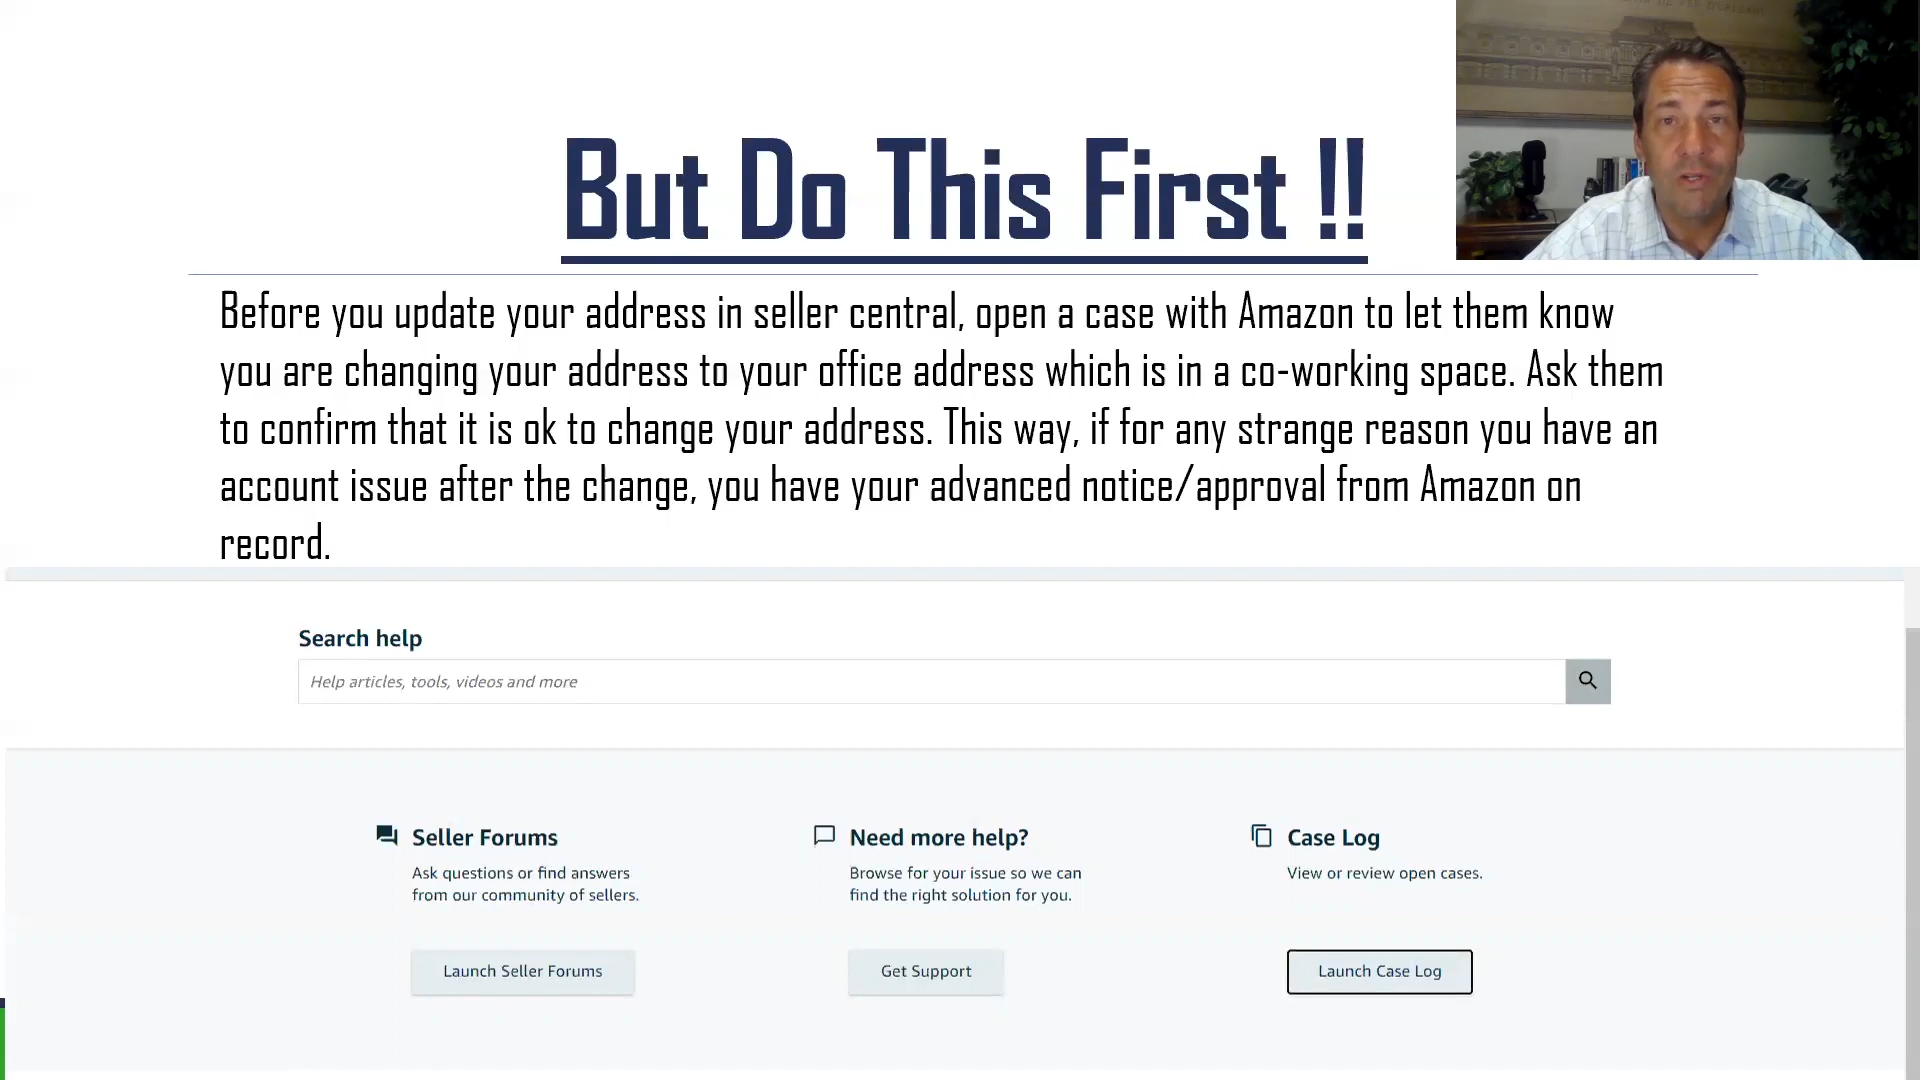 But Do This First !!
Before you update your address in seller central, open a case with Amazon to let them know
you are changing your address to your office address which is in a co-working space. Ask them
to confirm that it is ok to change your address. This way, if for any strange reason you have an
account issue after the change, you have your advanced notice/approval from Amazon on
record.
Search help
Help articles, tools, videos and more
Seller Forums
Ask questions or find answers
from our community of sellers.
Launch Seller Forums
Need more help?
Browse for your issue so we can
find the right solution for you.
Get Support
Case Log
View or review open cases.
Launch Case Log